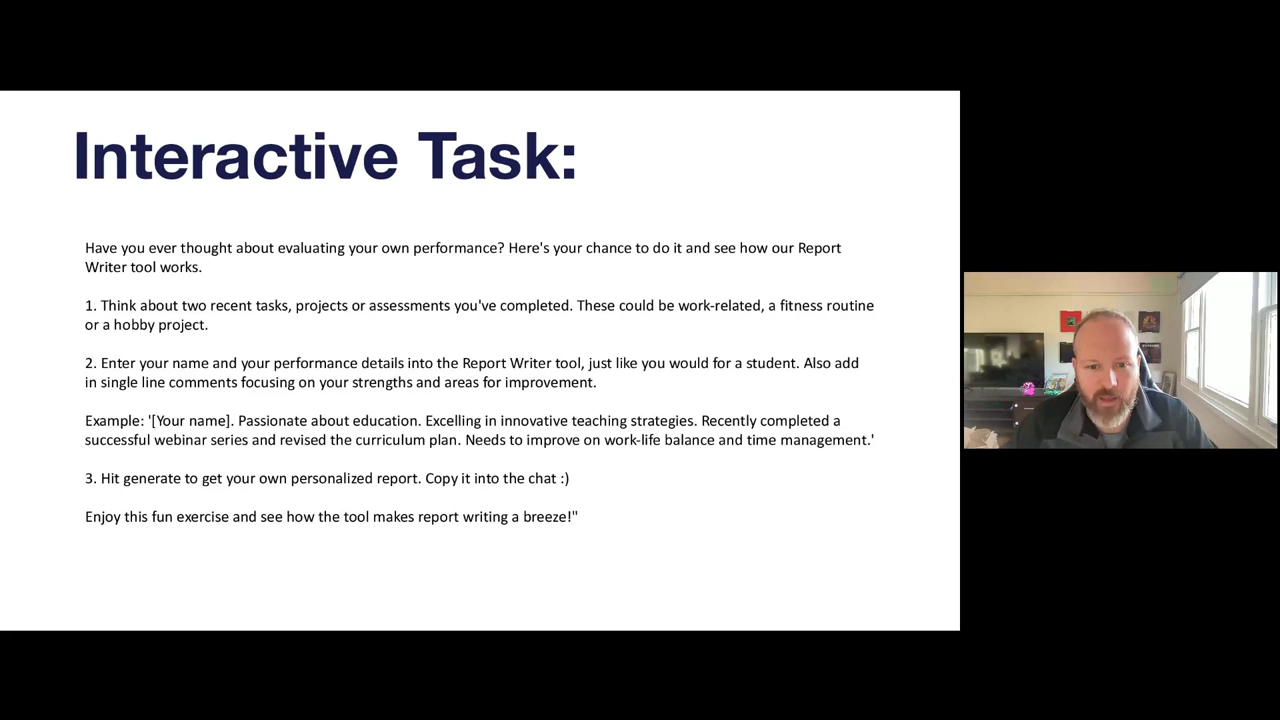 Interactive Task:
Have you ever thought about evaluating your own performance? Here's your chance to do it and see how our Report
Writer tool works.
1. Think about two recent tasks, projects or assessments you've completed. These could be work-related, a fitness routine
or a hobby project.
2. Enter your name and your performance details into the Report Writer tool, just like you would for a student. Also add
in single line comments focusing on your strengths and areas for improvement.
Example: '[Your name]. Passionate about education. Excelling in innovative teaching strategies. Recently completed a
successful webinar series and revised the curriculum plan. Needs to improve on work-life balance and time management.'
3. Hit generate to get your own personalized report. Copy it into the chat :)
Enjoy this fun exercise and see how the tool makes report writing a breeze!"